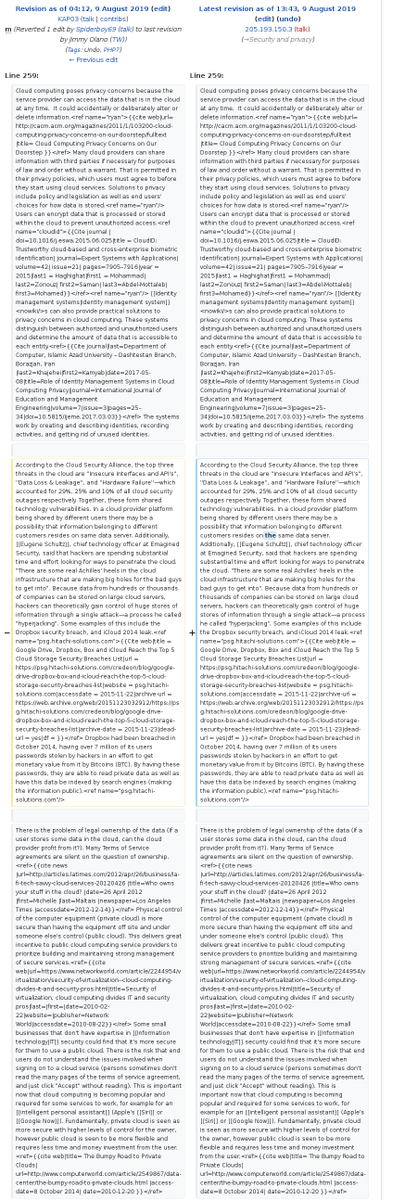 Revision as of 04:12, 9 August 2019 (edit)
KAP03 (talk | contribs)
m (Reverted 1 edit by Spiderboy69 (talk) to last revision
by Jimmy Olano (TW))
(Tags: Undo, PHP7)
← Previous edit
Line 259:
Cloud computing poses privacy concerns because the
service provider can access the data that is in the cloud
at any time. It could accidentally or deliberately alter or
delete information.<ref name="ryan">{{cite web|url=
http://cacm.acm.org/magazines/2011/1/103200-cloud-
computing-privacy-concerns-on-our-doorstep/fulltext
|title= Cloud Computing Privacy Concerns on Our
Doorstep }}</ref> Many cloud providers can share
information with third parties if necessary for purposes
of law and order without a warrant. That is permitted in
their privacy policies, which users must agree to before
they start using cloud services. Solutions to privacy
include policy and legislation as well as end users'
choices for how data is stored.<ref name="ryan"/>
Users can encrypt data that is processed or stored
within the cloud to prevent unauthorized access.<ref
name="cloudid">{{Cite journal |
doi=10.1016/j.eswa.2015.06.025|title = CloudID:
Trustworthy cloud-based and cross-enterprise biometric
identification| journal=Expert Systems with Applications|
volume=42|issue=21| pages=7905–7916|year =
2015|last1 = Haghighat|first1 = Mohammad|
last2=Zonouz| first2=Saman| last3=Abdel-Mottaleb|
first3=Mohamed}}</ref><ref name="ryan"/> [[Identity
management systems|Identity management system]]
<nowiki/>s can also provide practical solutions to
privacy concerns in cloud computing. These systems
distinguish between authorized and unauthorized users
and determine the amount of data that is accessible to
each entity<ref>{{Cite journal|last=Department of
Computer, Islamic Azad University – Dashtestan Branch,
Borazjan, Iran
|last2=Khatejei|first2=Kamyab|date=2017-05-
08|title=Role of Identity Management Systems in Cloud
Computing Privacy|journal=International Journal of
Education and Management
Engineering|volume=7|issue=3|pages=25–
34|doi=10.5815/ijeme.2017.03.03}}</ref> The systems
work by creating and describing identities, recording
activities, and getting rid of unused identities.
According to the Cloud Security Alliance, the top three
threats in the cloud are "Insecure Interfaces and API's",
"Data Loss & Leakage", and "Hardware Failure"—which
accounted for 29%, 25% and 10% of all cloud security
outages respectively. Together, these form shared
technology vulnerabilities. In a cloud provider platform
being shared by different users there may be a
possibility that information belonging to different
customers resides on same data server. Additionally,
[[Eugene Schultz]], chief technology officer at Emagined
Security, said that hackers are spending substantial
time and effort looking for ways to penetrate the cloud.
"There are some real Achilles' heels in the cloud
infrastructure that are making big holes for the bad guys
to get into". Because data from hundreds or thousands
of companies can be stored on large cloud servers,
hackers can theoretically gain control of huge stores of
information through a single attack—a process he called
"hyperjacking". Some examples of this include the
− Dropbox security breach, and iCloud 2014 leak.<ref
name="psg.hitachi-solutions">{{Cite web|title =
Google Drive, Dropbox, Box and iCloud Reach the Top 5
Cloud Storage Security Breaches List|url =
https://psg.hitachi-solutions.com/credeon/blog/google-
drive-dropbox-box-and-icloud-reach-the-top-5-cloud-
storage-security-breaches-list|website = psg.hitachi-
solutions.com|accessdate = 2015-11-22|archive-url =
https://web.archive.org/web/20151123032912/https://ps
g.hitachi-solutions.com/credeon/blog/google-drive-
dropbox-box-and-icloud-reach-the-top-5-cloud-storage-
security-breaches-list|archive-date = 2015-11-23|dead-
url = yes|df = }}</ref> Dropbox had been breached in
October 2014, having over 7 million of its users
passwords stolen by hackers in an effort to get
monetary value from it by Bitcoins (BTC). By having these
passwords, they are able to read private data as well as
have this data be indexed by search engines (making
the information public).<ref name="psg.hitachi-
solutions.com"/>
There is the problem of legal ownership of the data (If a
user stores some data in the cloud, can the cloud
provider profit from it?). Many Terms of Service
agreements are silent on the question of ownership.
<ref>{{cite news
|url=http://articles.latimes.com/2012/apr/26/business/la-
fi-tech-savvy-cloud-services-20120426 |title=Who owns
your stuff in the cloud? |date=26 April 2012
|first=Michelle |last=Maltais |newspaper=Los Angeles
Times |accessdate=2012-12-14}}</ref> Physical control
of the computer equipment (private cloud) is more
secure than having the equipment off site and under
someone else's control (public cloud). This delivers great
incentive to public cloud computing service providers to
prioritize building and maintaining strong management
of secure services.<ref>{{cite
web|url=https://www.networkworld.com/article/2244954/v
irtualization/security-of-virtualization--cloud-computing-
divides-it-and-security-pros.html|title=Security of
virtualization, cloud computing divides IT and security
pros|last=|first=|date=2010-02-
22|website=|publisher=Network
World|accessdate=2010-08-22}}</ref> Some small
businesses that don't have expertise in [[Information
technology|IT]] security could find that it's more secure
for them to use a public cloud. There is the risk that end
users do not understand the issues involved when
signing on to a cloud service (persons sometimes don't
read the many pages of the terms of service agreement,
and just click "Accept" without reading). This is important
now that cloud computing is becoming popular and
required for some services to work, for example for an
[[intelligent personal assistant]] (Apple's [[Siri]] or
[[Google Now]]). Fundamentally, private cloud is seen as
more secure with higher levels of control for the owner,
however public cloud is seen to be more flexible and
requires less time and money investment from the user.
<ref>{{cite web|title= The Bumpy Road to Private
Clouds|
url=http://www.computerworld.com/article/2549867/data-
center/the-bumpy-road-to-private-clouds.html |access-
date=8 October 2014| date=2010-12-20 }}</ref>
Latest revision as of 13:43, 9 August 2019
(edit) (undo)
205.193.150.3 (talk)
(→Security and privacy)
Line 259:
Cloud computing poses privacy concerns because the
service provider can access the data that is in the cloud
at any time. It could accidentally or deliberately alter or
delete information.<ref name="ryan">{{cite web|url=
http://cacm.acm.org/magazines/2011/1/103200-cloud-
computing-privacy-concerns-on-our-doorstep/fulltext
|title= Cloud Computing Privacy Concerns on Our
Doorstep }}</ref> Many cloud providers can share
information with third parties if necessary for purposes
of law and order without a warrant. That is permitted in
their privacy policies, which users must agree to before
they start using cloud services. Solutions to privacy
include policy and legislation as well as end users'
choices for how data is stored.<ref name="ryan"/>
Users can encrypt data that is processed or stored
within the cloud to prevent unauthorized access.<ref
name="cloudid">{{Cite journal |
doi=10.1016/j.eswa.2015.06.025|title = CloudID:
Trustworthy cloud-based and cross-enterprise biometric
identification| journal=Expert Systems with Applications|
volume=42|issue=21| pages=7905–7916|year =
2015|last1 = Haghighat|first1 = Mohammad|
last2=Zonouz| first2=Saman| last3=Abdel-Mottaleb|
first3=Mohamed}}</ref><ref name="ryan"/> [[Identity
management systems|Identity management system]]
<nowiki/>s can also provide practical solutions to
privacy concerns in cloud computing. These systems
distinguish between authorized and unauthorized users
and determine the amount of data that is accessible to
each entity<ref>{{Cite journal|last=Department of
Computer, Islamic Azad University – Dashtestan Branch,
Borazjan, Iran
|last2=Khatejei|first2=Kamyab|date=2017-05-
08|title=Role of Identity Management Systems in Cloud
Computing Privacy|journal=International Journal of
Education and Management
Engineering|volume=7|issue=3|pages=25–
34|doi=10.5815/ijeme.2017.03.03}}</ref> The systems
work by creating and describing identities, recording
activities, and getting rid of unused identities.
According to the Cloud Security Alliance, the top three
threats in the cloud are "Insecure Interfaces and API's",
"Data Loss & Leakage", and "Hardware Failure"—which
accounted for 29%, 25% and 10% of all cloud security
outages respectively. Together, these form shared
technology vulnerabilities. In a cloud provider platform
being shared by different users there may be a
possibility that information belonging to different
customers resides on the same data server.
Additionally, [[Eugene Schultz]], chief technology officer
at Emagined Security, said that hackers are spending
substantial time and effort looking for ways to penetrate
the cloud. "There are some real Achilles' heels in the
cloud infrastructure that are making big holes for the
bad guys to get into". Because data from hundreds or
thousands of companies can be stored on large cloud
servers, hackers can theoretically gain control of huge
stores of information through a single attack—a process
he called "hyperjacking". Some examples of this include
+ the Dropbox security breach, and iCloud 2014 leak.<ref
name="psg.hitachi-solutions">{{Cite web|title =
Google Drive, Dropbox, Box and iCloud Reach the Top 5
Cloud Storage Security Breaches List|url =
https://psg.hitachi-solutions.com/credeon/blog/google-
drive-dropbox-box-and-icloud-reach-the-top-5-cloud-
storage-security-breaches-list|website = psg.hitachi-
solutions.com|accessdate = 2015-11-22|archive-url =
https://web.archive.org/web/20151123032912/https://ps
g.hitachi-solutions.com/credeon/blog/google-drive-
dropbox-box-and-icloud-reach-the-top-5-cloud-storage-
security-breaches-list|archive-date = 2015-11-23|dead-
url = yes|df = }}</ref> Dropbox had been breached in
October 2014, having over 7 million of its users
passwords stolen by hackers in an effort to get
monetary value from it by Bitcoins (BTC). By having these
passwords, they are able to read private data as well as
have this data be indexed by search engines (making
the information public).<ref name="psg.hitachi-
solutions.com"/>
There is the problem of legal ownership of the data (If a
user stores some data in the cloud, can the cloud
provider profit from it?). Many Terms of Service
agreements are silent on the question of ownership.
<ref>{{cite news
|url=http://articles.latimes.com/2012/apr/26/business/la-
fi-tech-savvy-cloud-services-20120426 |title=Who owns
your stuff in the cloud? |date=26 April 2012
|first=Michelle |last=Maltais |newspaper=Los Angeles
Times |accessdate=2012-12-14}}</ref> Physical control
of the computer equipment (private cloud) is more
secure than having the equipment off site and under
someone else's control (public cloud). This delivers great
incentive to public cloud computing service providers to
prioritize building and maintaining strong management
of secure services.<ref>{{cite
web|url=https://www.networkworld.com/article/2244954/v
irtualization/security-of-virtualization--cloud-computing-
divides-it-and-security-pros.html|title=Security of
virtualization, cloud computing divides IT and security
pros|last=|first=|date=2010-02-
22|website=|publisher=Network
World|accessdate=2010-08-22}}</ref> Some small
businesses that don't have expertise in [[Information
technology|IT]] security could find that it's more secure
for them to use a public cloud. There is the risk that end
users do not understand the issues involved when
signing on to a cloud service (persons sometimes don't
read the many pages of the terms of service agreement,
and just click "Accept" without reading). This is important
now that cloud computing is becoming popular and
required for some services to work, for example for an
[[intelligent personal assistant]] (Apple's [[Siri]] or
[[Google Now]]). Fundamentally, private cloud is seen as
more secure with higher levels of control for the owner,
however public cloud is seen to be more flexible and
requires less time and money investment from the user.
<ref>{{cite web|title= The Bumpy Road to Private
Clouds|
url=http://www.computerworld.com/article/2549867/data-
center/the-bumpy-road-to-private-clouds.html |access-
date=8 October 2014| date=2010-12-20 }}</ref>